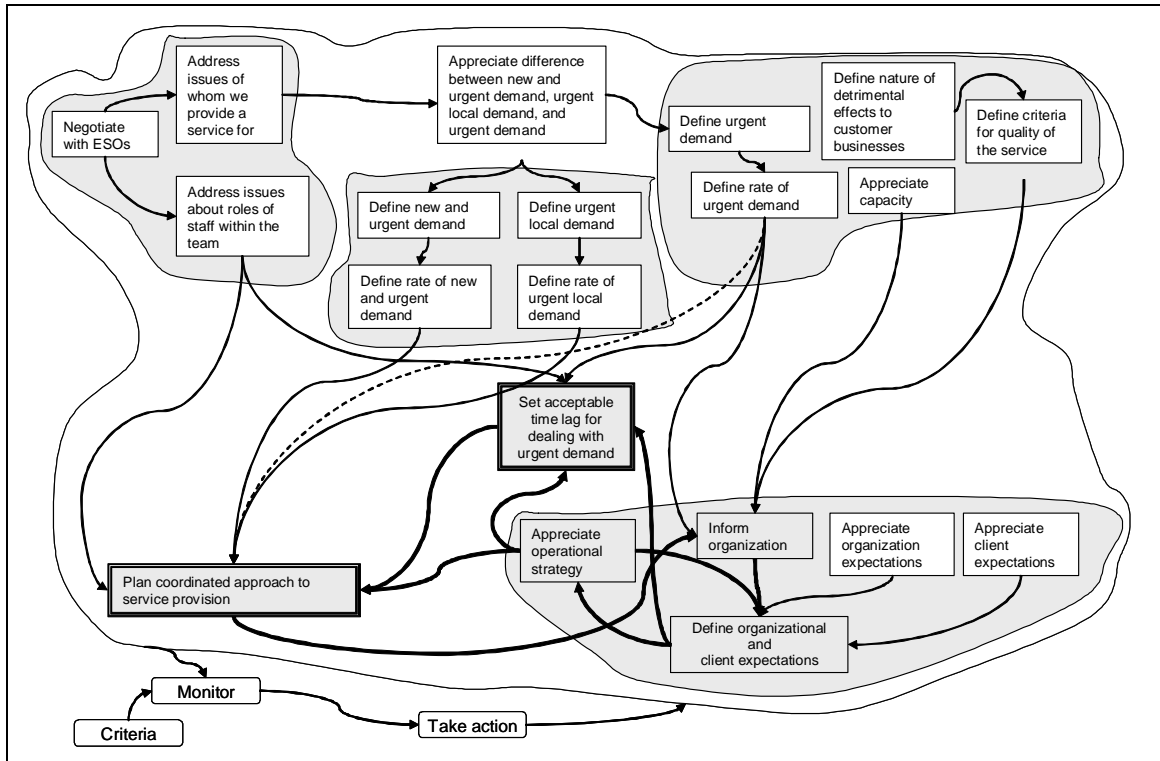 Address
issues of
whom we
provide a
service for
Negotiate
with ESOs
Address issues
about roles of
staff within the
team
Appreciate difference
between new and
urgent demand, urgent
local demand, and
urgent demand
Define new and
urgent demand
Define urgent
local demand
Define rate of new
and urgent
demand
Define rate of
urgent local
demand
Define urgent
demand
Define rate of
urgent demand
Define nature of
detrimental
effects to
customer
businesses
Define criteria
for quality of
the service
Appreciate
capacity
Set acceptable
time lag for
dealing with
urgent demand
Plan coordinated approach to
service provision
Appreciate
operational
strategy
Inform
organization
Appreciate
organization
expectations
Appreciate
client
expectations
Define organizational
and
client expectations
Monitor
Criteria
Take action